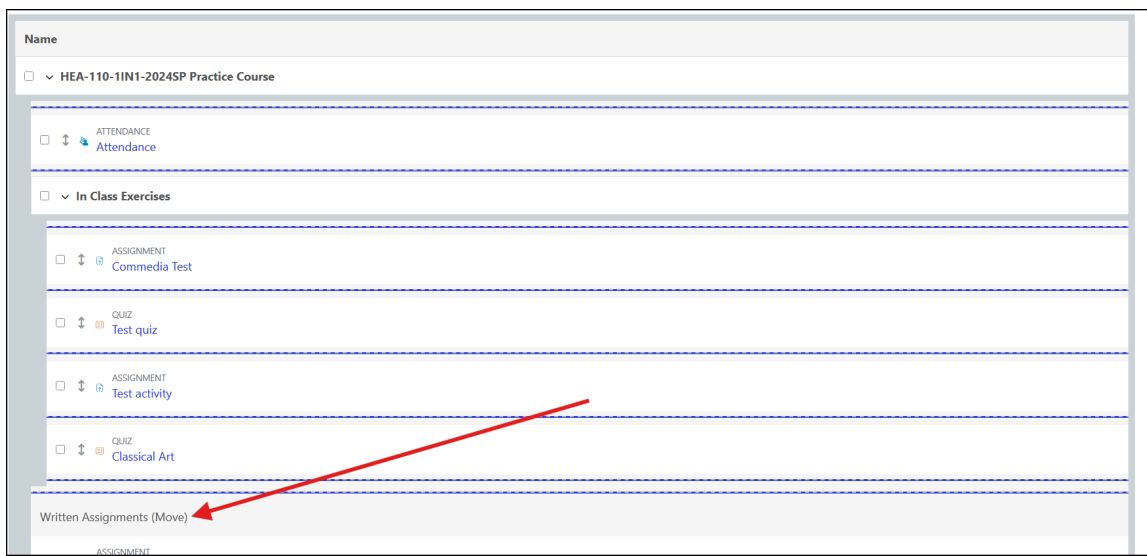 Name
HEA-110-1IN1-2024SP Practice Course
ATTENDANCE
Attendance
In Class Exercises
ASSIGNMENT
Commedia Test
QUIZ
Test quiz
ASSIGNMENT
Test activity
QUIZ
Classical Art
Written Assignments (Move)
ASSIGNMENT